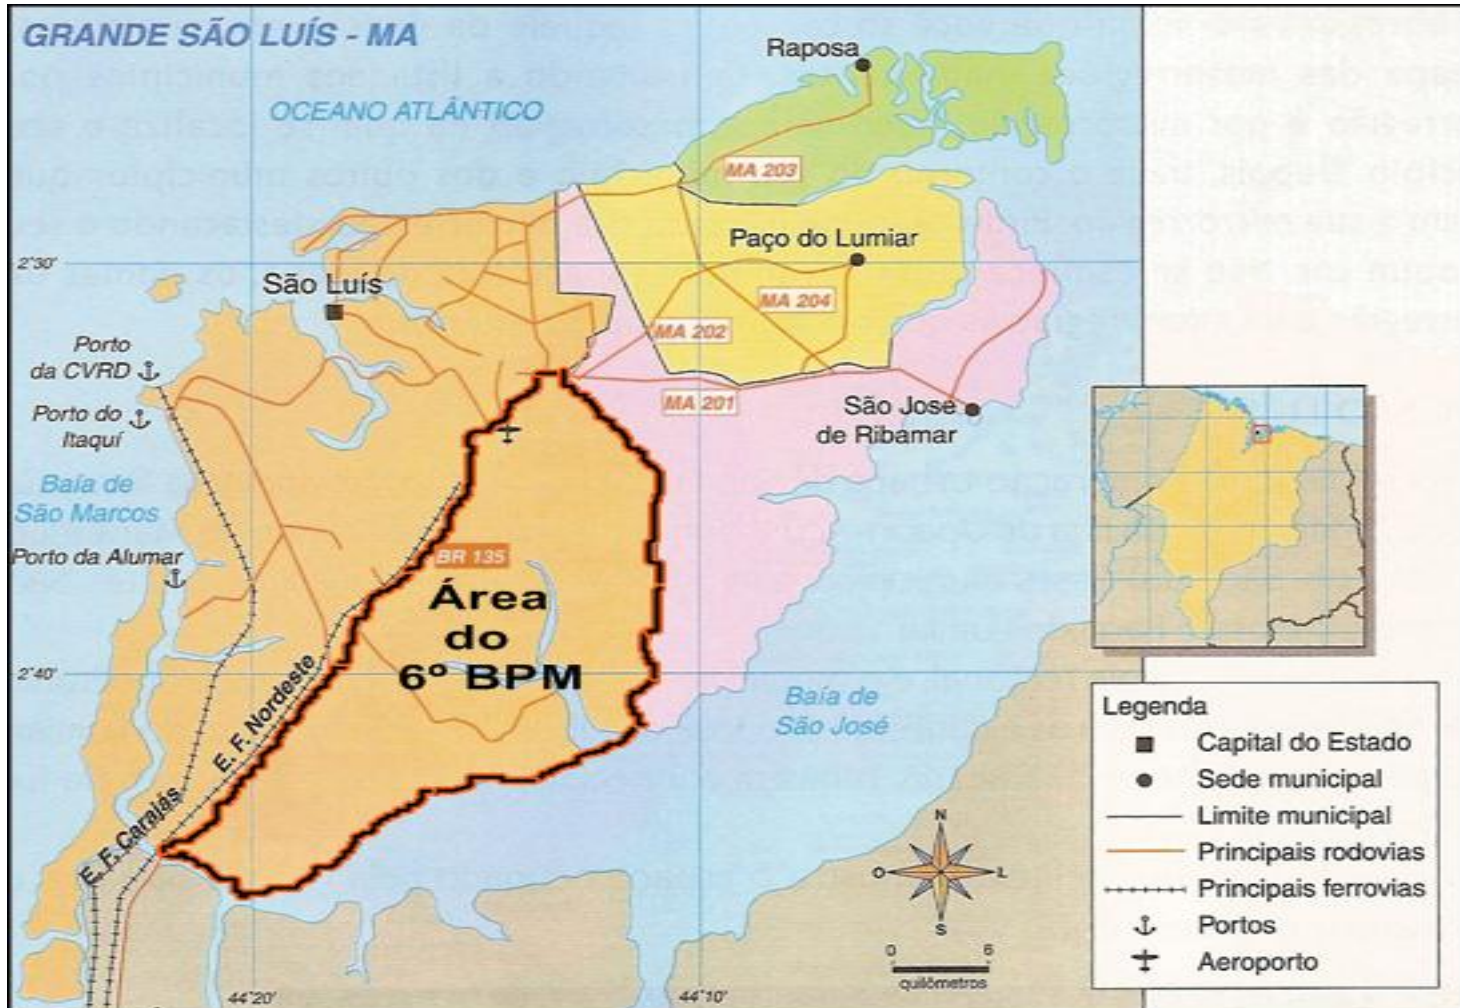 GRANDE SÃO LUÍS - MA
OCEANO ATLÂNTICO
Raposa
MA 203
Paço do Lumiar
2°30'
São Luís
MA 204
MA 202
Porto
da CVRD
MA 201
São José
de Ribamar
Porto do
Itaquí
Baía de
São Marcos
Porto da Alumar
BR 135
Área
do
6º BPM
2°40'
E. F. Nordeste
Baía de
São José
E. F. Carajás
N
O
L
S
0 6
quilômetros
44°20'
44°10'
Legenda
Capital do Estado
Sede municipal
Limite municipal
Principais rodovias
Principais ferrovias
Portos
Aeroporto